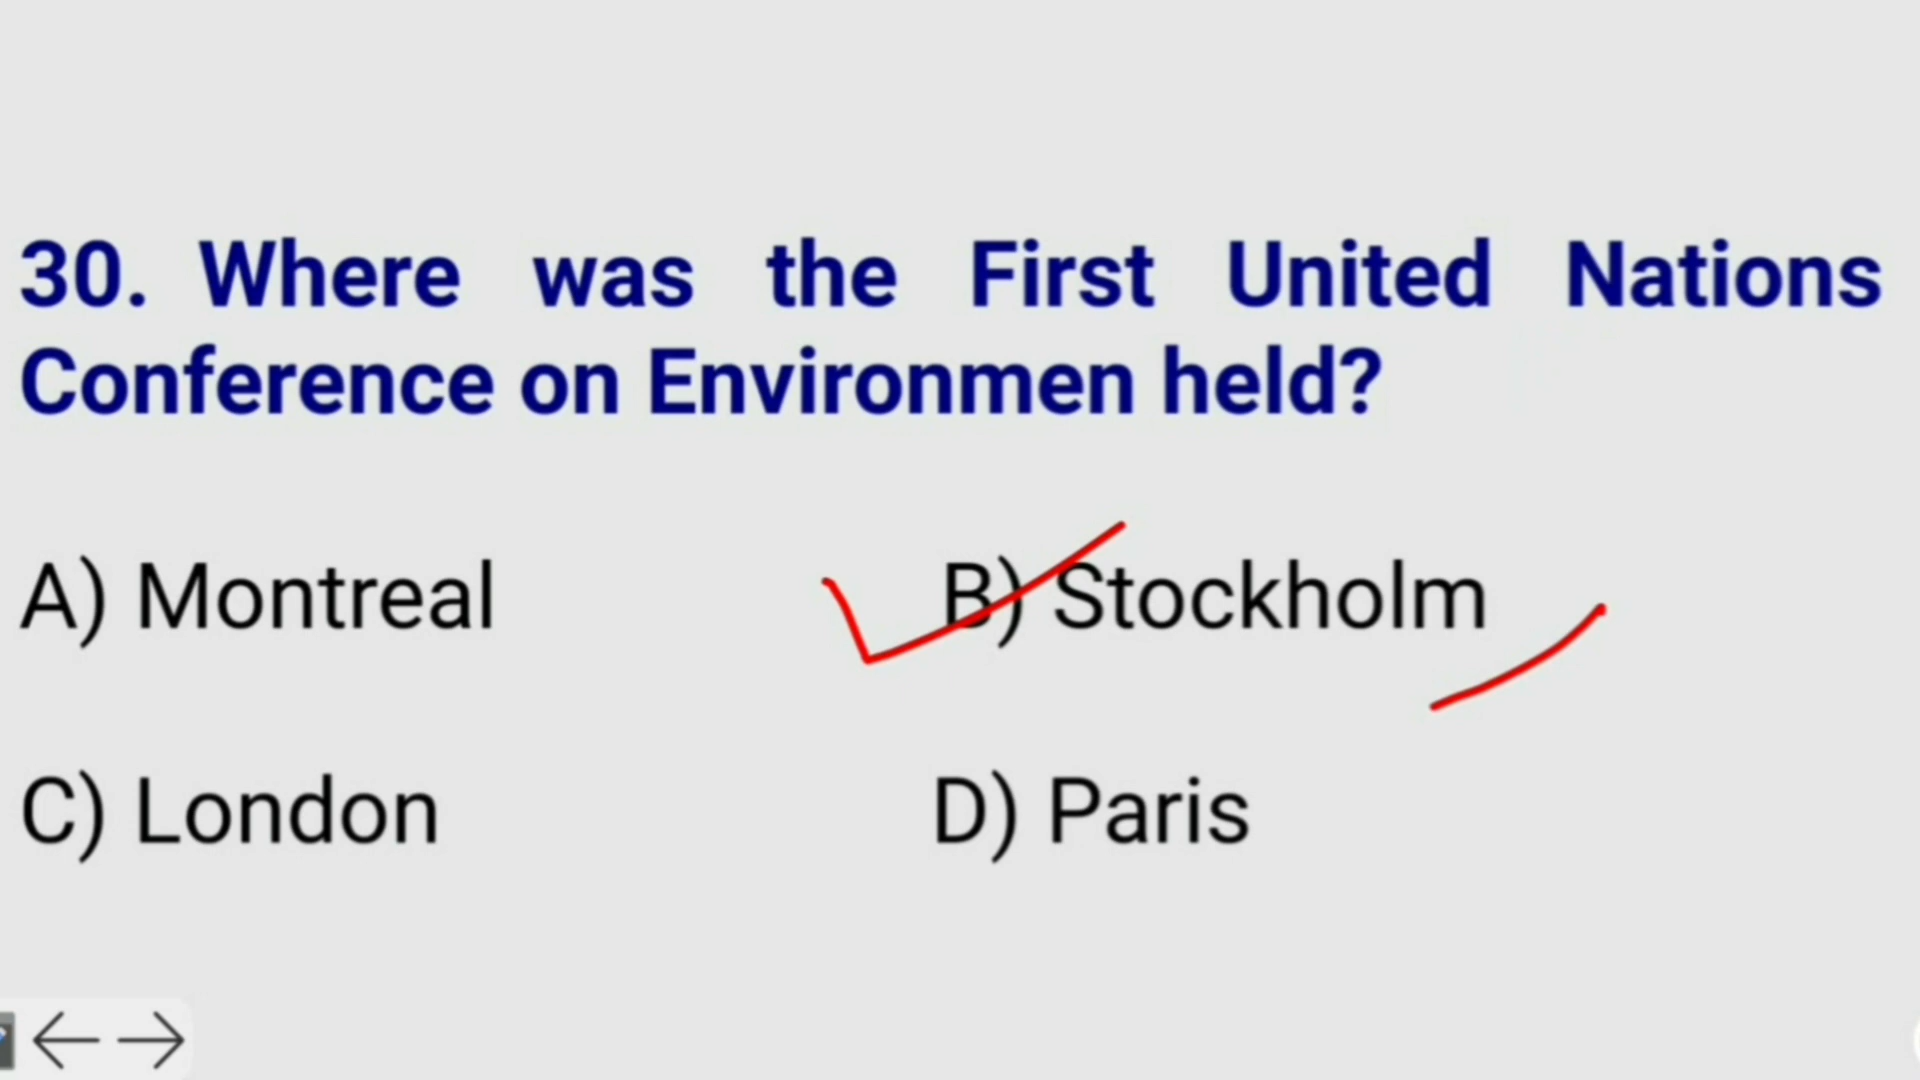 30. Where was the First United Nations
Conference on Environmen held?
A) Montreal B) Stockholm
C) London D) Paris